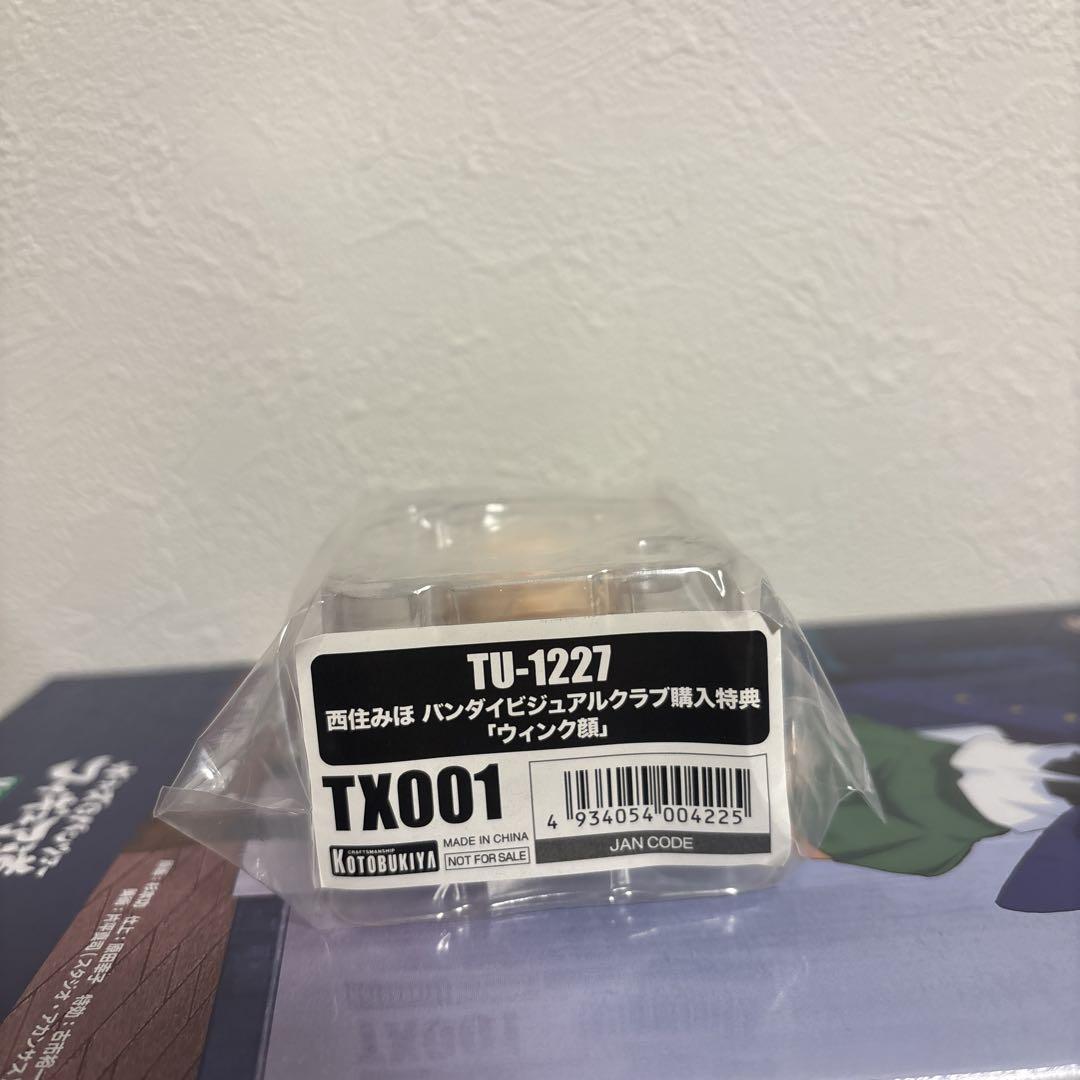 TU-1227
西住みほ バンダイビジュアルクラブ購入特典
「ウィンク顔」
TX001
4 934054 004225
JAN CODE
MADE IN CHINA
NOT FOR SALE
CRAFTSMANSHIP
KOTOBUKIYA